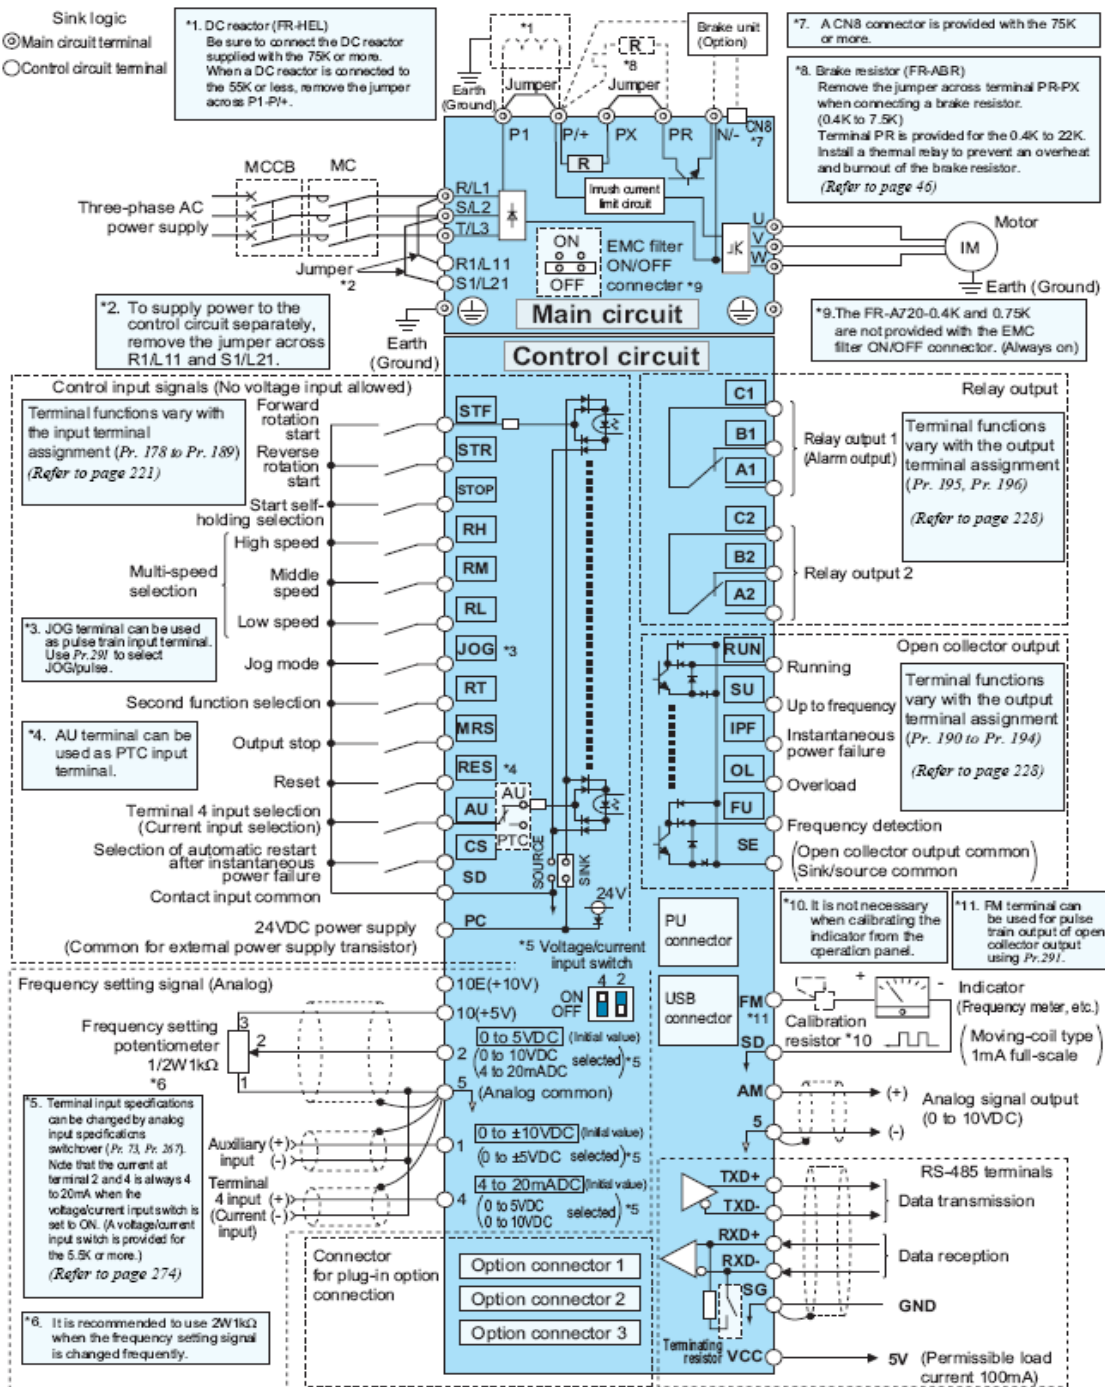 Sink logic
Main circuit terminal
Control circuit terminal
*1. DC reactor (FR-HEL)
Be sure to connect the DC reactor
supplied with the 75K or more.
When a DC reactor is connected to
the 55K or less, remove the jumper
across P1-P/+.
*1
Earth
(Ground)
Jumper
R
*8
Jumper
Brake unit
(Option)
*7. A CN8 connector is provided with the 75K
or more.
*8. Brake resistor (FR-ABR)
Remove the jumper across terminal PR-PX
when connecting a brake resistor.
(0.4K to 7.5K)
Terminal PR is provided for the 0.4K to 22K.
Install a thermal relay to prevent an overheat
and burnout of the brake resistor.
(Refer to page 46)
P1
P/+
PX
PR
N/-
CN8
*7
R
Inrush current
limit circuit
MCCB
MC
Three-phase AC
power supply
R/L1
S/L2
T/L3
R1/L11
S1/L21
Jumper
*2
ON
OFF
EMC filter
ON/OFF
connecter *9
U
V
W
Motor
IM
Earth (Ground)
*2. To supply power to the
control circuit separately,
remove the jumper across
R1/L11 and S1/L21.
Earth
(Ground)
Main circuit
*9.The FR-A720-0.4K and 0.75K
are not provided with the EMC
filter ON/OFF connector. (Always on)
Control circuit
Control input signals (No voltage input allowed)
Terminal functions vary with
the input terminal
assignment (Pr. 178 to Pr. 189)
(Refer to page 221)
Forward
rotation
start
STF
Reverse
rotation
start
STR
Start self-
holding selection
STOP
Multi-speed
selection
High speed
RH
Middle
speed
RM
Low speed
RL
*3. JOG terminal can be used
as pulse train input terminal.
Use Pr.291 to select
JOG/pulse.
Jog mode
JOG
*3
Second function selection
RT
*4. AU terminal can be
used as PTC input
terminal.
Output stop
MRS
Reset
RES
*4
Terminal 4 input selection
(Current input selection)
AU
AU
PTC
Selection of automatic restart
after instantaneous
power failure
CS
Contact input common
SD
SOURCE
SINK
24V
24VDC power supply
(Common for external power supply transistor)
PC
Relay output
C1
B1
A1
Relay output 1
(Alarm output)
Terminal functions
vary with the output
terminal assignment
(Pr. 195, Pr. 196)
(Refer to page 228)
C2
B2
A2
Relay output 2
Open collector output
RUN
Running
SU
Up to frequency
IPF
Instantaneous
power failure
OL
Overload
FU
Frequency detection
SE
(Open collector output common)
(Sink/source common)
Terminal functions
vary with the output
terminal assignment
(Pr. 190 to Pr. 194)
(Refer to page 228)
*5 Voltage/current
input switch
4 2
ON
OFF
PU
connector
USB
connector
*10. It is not necessary
when calibrating the
indicator from the
operation panel.
*11. FM terminal can
be used for pulse
train output of open
collector output
using Pr.291.
Frequency setting signal (Analog)
10E(+10V)
10(+5V)
Frequency setting
potentiometer
1/2W1kΩ
*6
3
2
1
2
0 to 5VDC (Initial value)
0 to 10VDC
4 to 20mADC selected *5
5
(Analog common)
*5. Terminal input specifications
can be changed by analog
input specifications
switchover (Pr. 73, Pr. 267).
Note that the current at
terminal 2 and 4 is always 4
to 20mA when the
voltage/current input switch is
set to ON. (A voltage/current
input switch is provided for
the 5.5K or more.)
(Refer to page 274)
Auxiliary (+)
input (-)
1
0 to ±10VDC (Initial value)
(0 to ±5VDC selected) *5
Terminal
4 input (+)
(Current (-)
input)
4
4 to 20mADC (Initial value)
0 to 5VDC
0 to 10VDC selected *5
*6. It is recommended to use 2W1kΩ
when the frequency setting signal
is changed frequently.
Connector
for plug-in option
connection
Option connector 1
Option connector 2
Option connector 3
FM
*11
SD
+
-
Indicator
(Frequency meter, etc.)
Calibration
resistor *10
(Moving-coil type
1mA full-scale)
AM
(+)
Analog signal output
(0 to 10VDC)
5
(-)
RS-485 terminals
TXD+
TXD-
Data transmission
RXD+
RXD-
Data reception
SG
GND
Terminating
resistor
VCC
5V (Permissible load
current 100mA)